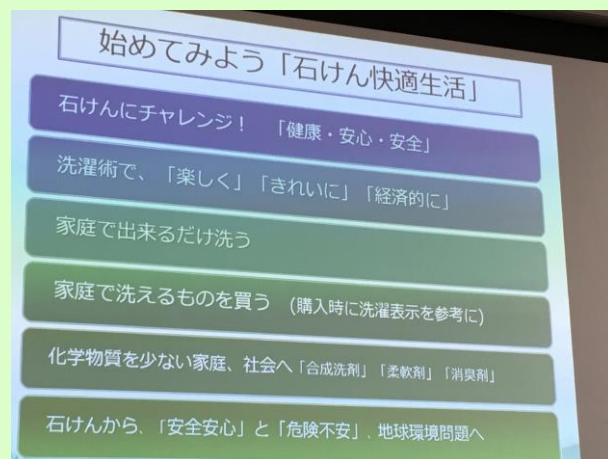 始めてみよう「石けん快適生活」
石けんにチャレンジ！　「健康・安心・安全」
洗濯術で、「楽しく」「きれいに」「経済的に」
家庭で出来るだけ洗う
家庭で洗えるものを買う　(購入時に洗濯表示を参考に)
化学物質を少ない家庭、社会へ「合成洗剤」「柔軟剤」「消臭剤」
石けんから、「安全安心」と「危険不安」、地球環境問題へ